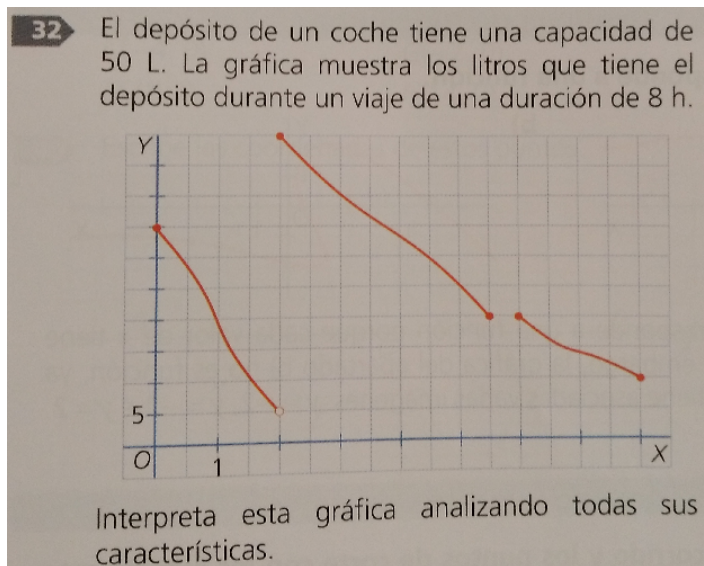 32 El depósito de un coche tiene una capacidad de
50 L. La gráfica muestra los litros que tiene el
depósito durante un viaje de una duración de 8 h.
Y
5
O
1
X
Interpreta esta gráfica analizando todas sus
características.